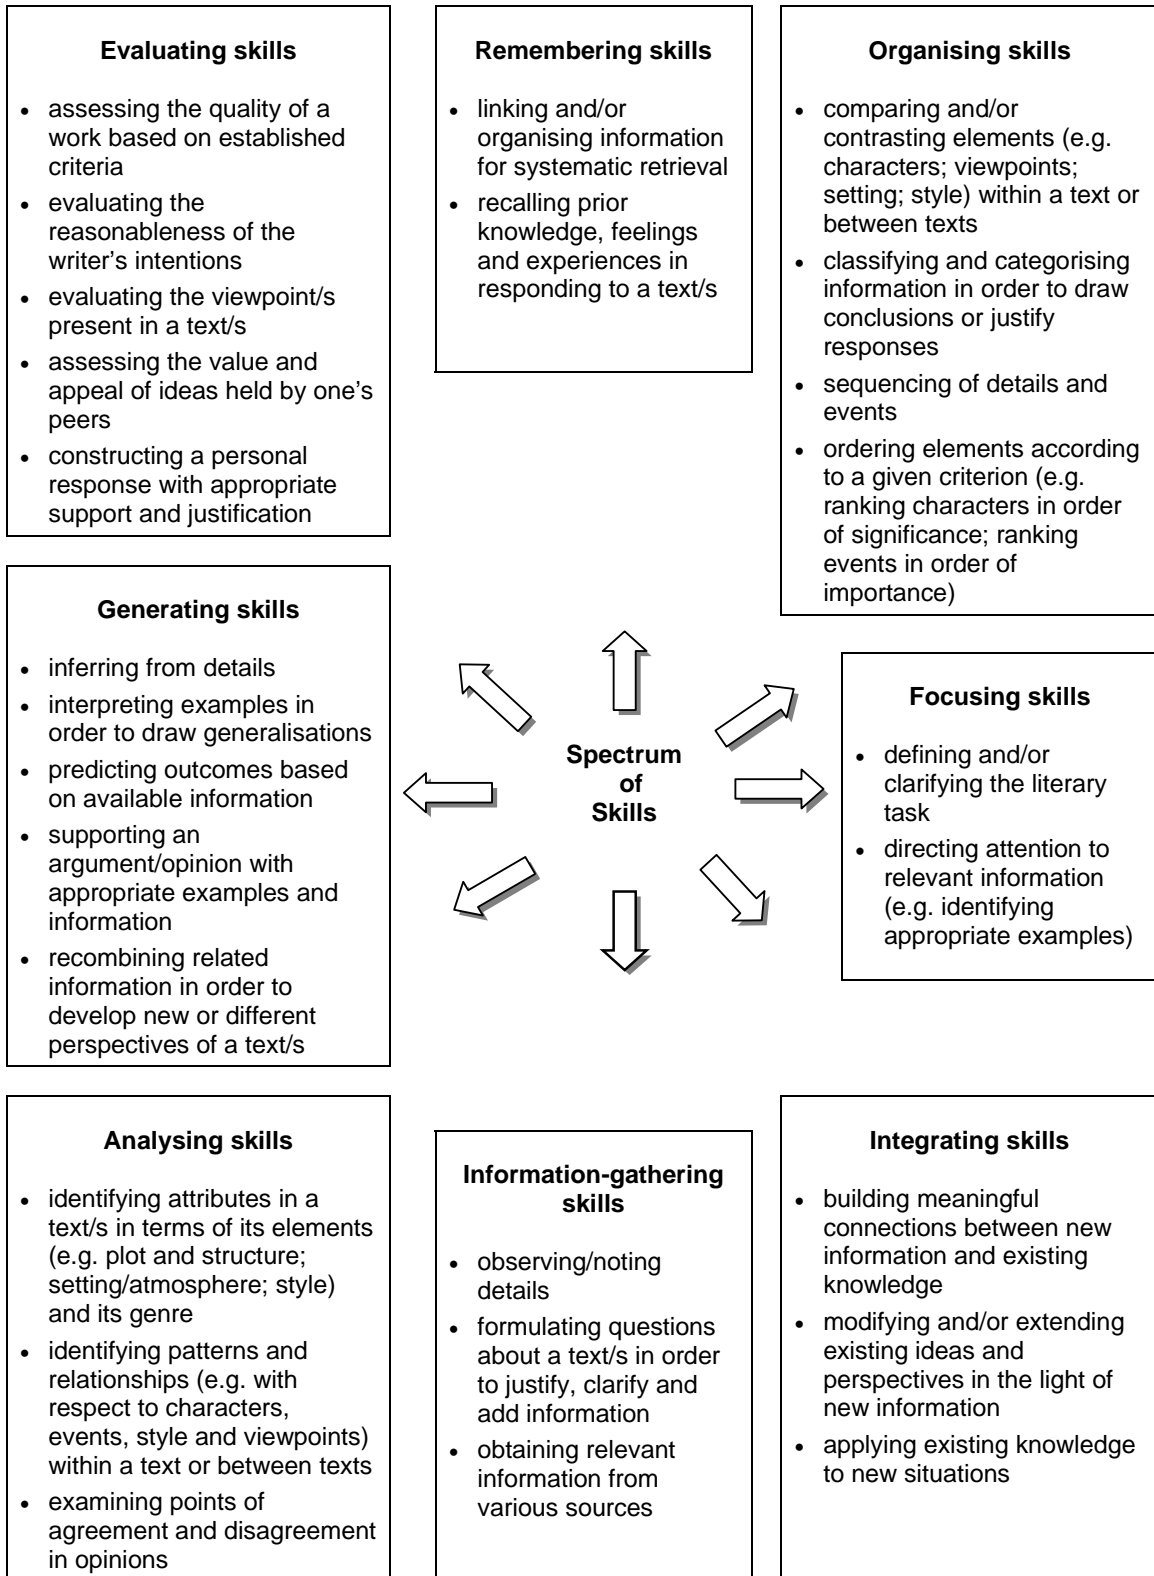 Evaluating skills
• assessing the quality of a
work based on established
criteria
• evaluating the
reasonableness of the
writer’s intentions
• evaluating the viewpoint/s
present in a text/s
• assessing the value and
appeal of ideas held by one’s
peers
• constructing a personal
response with appropriate
support and justification
Remembering skills
• linking and/or
organising information
for systematic retrieval
• recalling prior
knowledge, feelings
and experiences in
responding to a text/s
Organising skills
• comparing and/or
contrasting elements (e.g.
characters; viewpoints;
setting; style) within a text or
between texts
• classifying and categorising
information in order to draw
conclusions or justify
responses
• sequencing of details and
events
• ordering elements according
to a given criterion (e.g.
ranking characters in order
of significance; ranking
events in order of
importance)
Generating skills
• inferring from details
• interpreting examples in
order to draw generalisations
• predicting outcomes based
on available information
• supporting an
argument/opinion with
appropriate examples and
information
• recombining related
information in order to
develop new or different
perspectives of a text/s
Spectrum
of
Skills
Focusing skills
• defining and/or
clarifying the literary
task
• directing attention to
relevant information
(e.g. identifying
appropriate examples)
Analysing skills
• identifying attributes in a
text/s in terms of its elements
(e.g. plot and structure;
setting/atmosphere; style)
and its genre
• identifying patterns and
relationships (e.g. with
respect to characters,
events, style and viewpoints)
within a text or between texts
• examining points of
agreement and disagreement
in opinions
Information-gathering
skills
• observing/noting
details
• formulating questions
about a text/s in order
to justify, clarify and
add information
• obtaining relevant
information from
various sources
Integrating skills
• building meaningful
connections between new
information and existing
knowledge
• modifying and/or extending
existing ideas and
perspectives in the light of
new information
• applying existing knowledge
to new situations